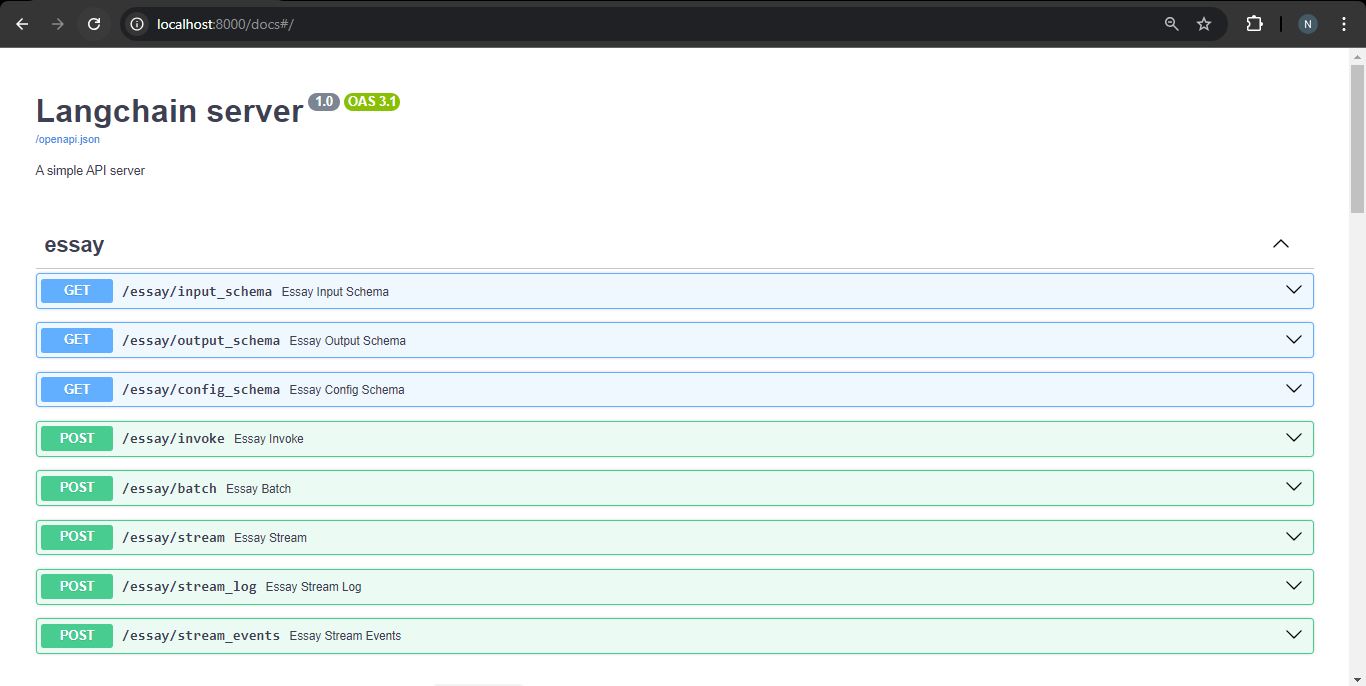 localhost:8000/docs#/
N
Langchain server 1.0 OAS 3.1
/openapi.json
A simple API server
essay
GET /essay/input_schema Essay Input Schema
GET /essay/output_schema Essay Output Schema
GET /essay/config_schema Essay Config Schema
POST /essay/invoke Essay Invoke
POST /essay/batch Essay Batch
POST /essay/stream Essay Stream
POST /essay/stream_log Essay Stream Log
POST /essay/stream_events Essay Stream Events